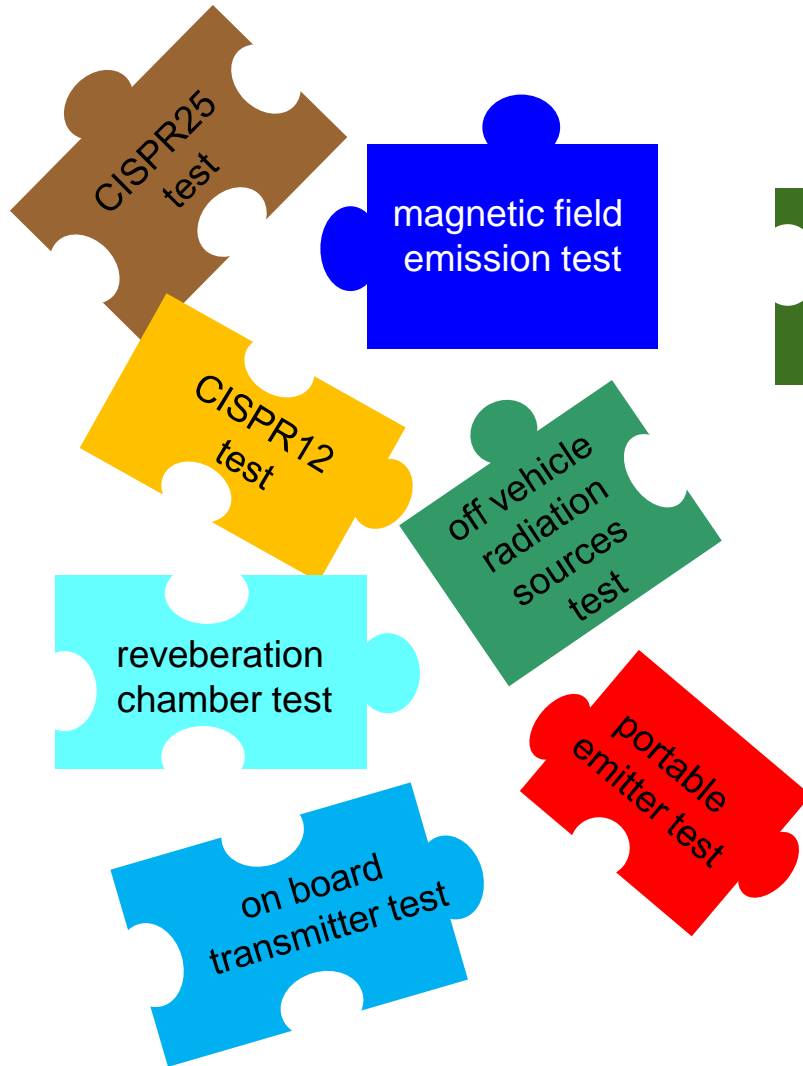 CISPR25
test
magnetic field
emission test
CISPR12
test
off vehicle
radiation
sources
test
reveberation
chamber test
portable
emitter test
on board
transmitter test